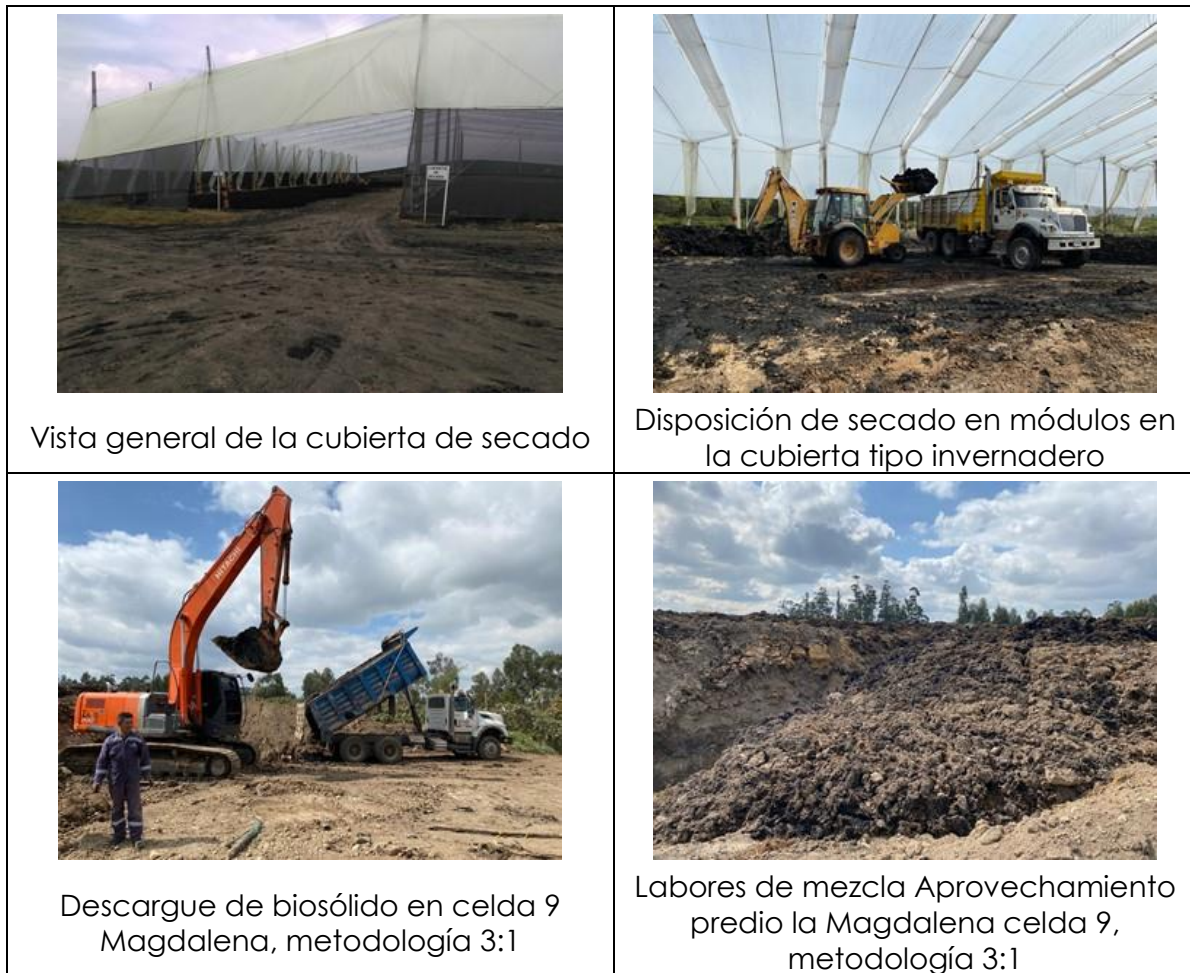 Vista general de la cubierta de secado
Disposición de secado en módulos en
la cubierta tipo invernadero
HITACHI
Descargue de biosólido en celda 9
Magdalena, metodología 3:1
Labores de mezcla Aprovechamiento
predio la Magdalena celda 9,
metodología 3:1